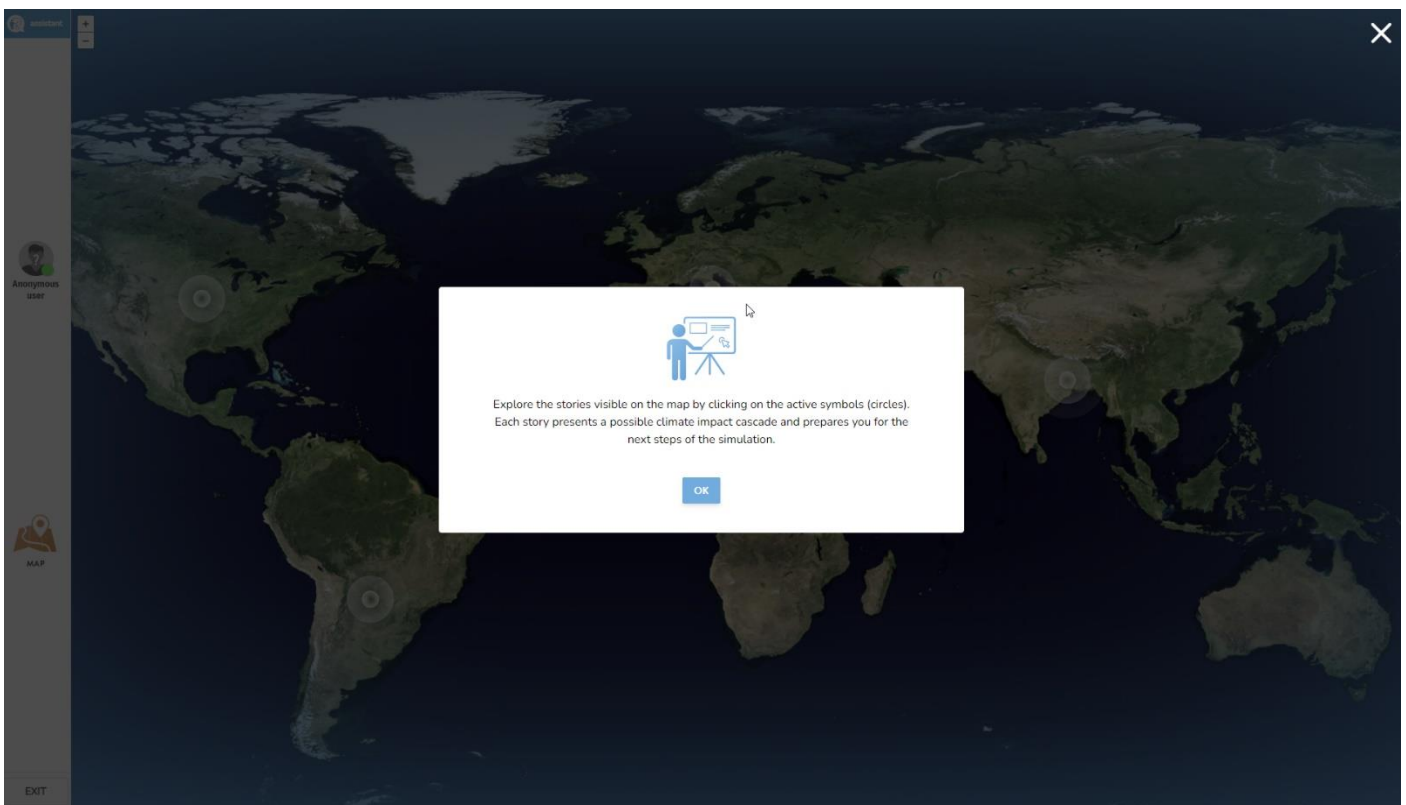 assistant
+
-
Anonymous
user
Explore the stories visible on the map by clicking on the active symbols (circles).
Each story presents a possible climate impact cascade and prepares you for the
next steps of the simulation.
OK
MAP
EXIT